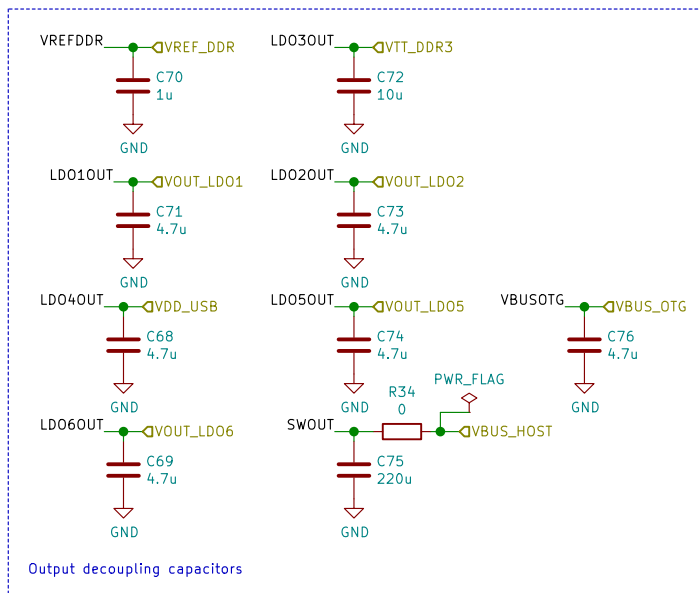 VREFDDR
VREF_DDR
C70
1u
GND
LDO3OUT
VTT_DDR3
C72
10u
GND
LDO1OUT
VOUT_LDO1
C71
4.7u
GND
LDO2OUT
VOUT_LDO2
C73
4.7u
GND
LDO4OUT
VDD_USB
C68
4.7u
GND
LDO5OUT
VOUT_LDO5
C74
4.7u
GND
VBUSOTG
VBUS_OTG
C76
4.7u
GND
LDO6OUT
VOUT_LDO6
C69
4.7u
GND
SWOUT
R34
0
PWR_FLAG
VBUS_HOST
C75
220u
GND
Output decoupling capacitors